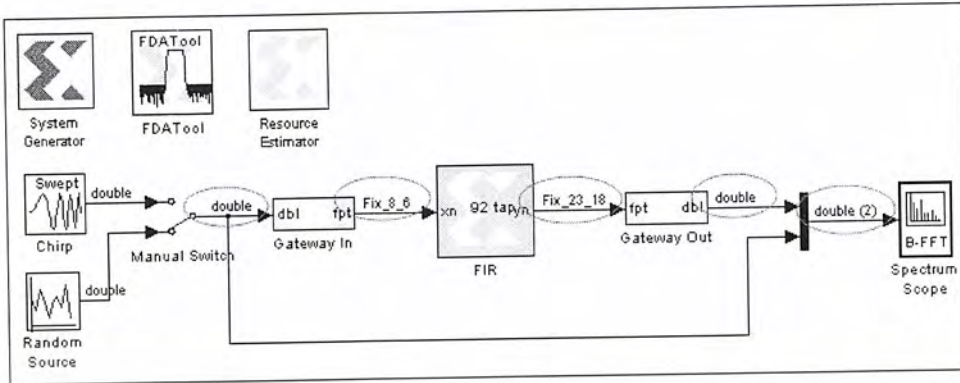 FDATool
System
Generator
FDATool
Resource
Estimator
Swept
double
Chirp
Manual Switch
double
Random
Source
double
dbl
fpt
Gateway In
Fix_8_6
xn
92 tap
yn
FIR
Fix_23_18
fpt
dbl
Gateway Out
double
double (2)
B-FFT
Spectrum
Scope